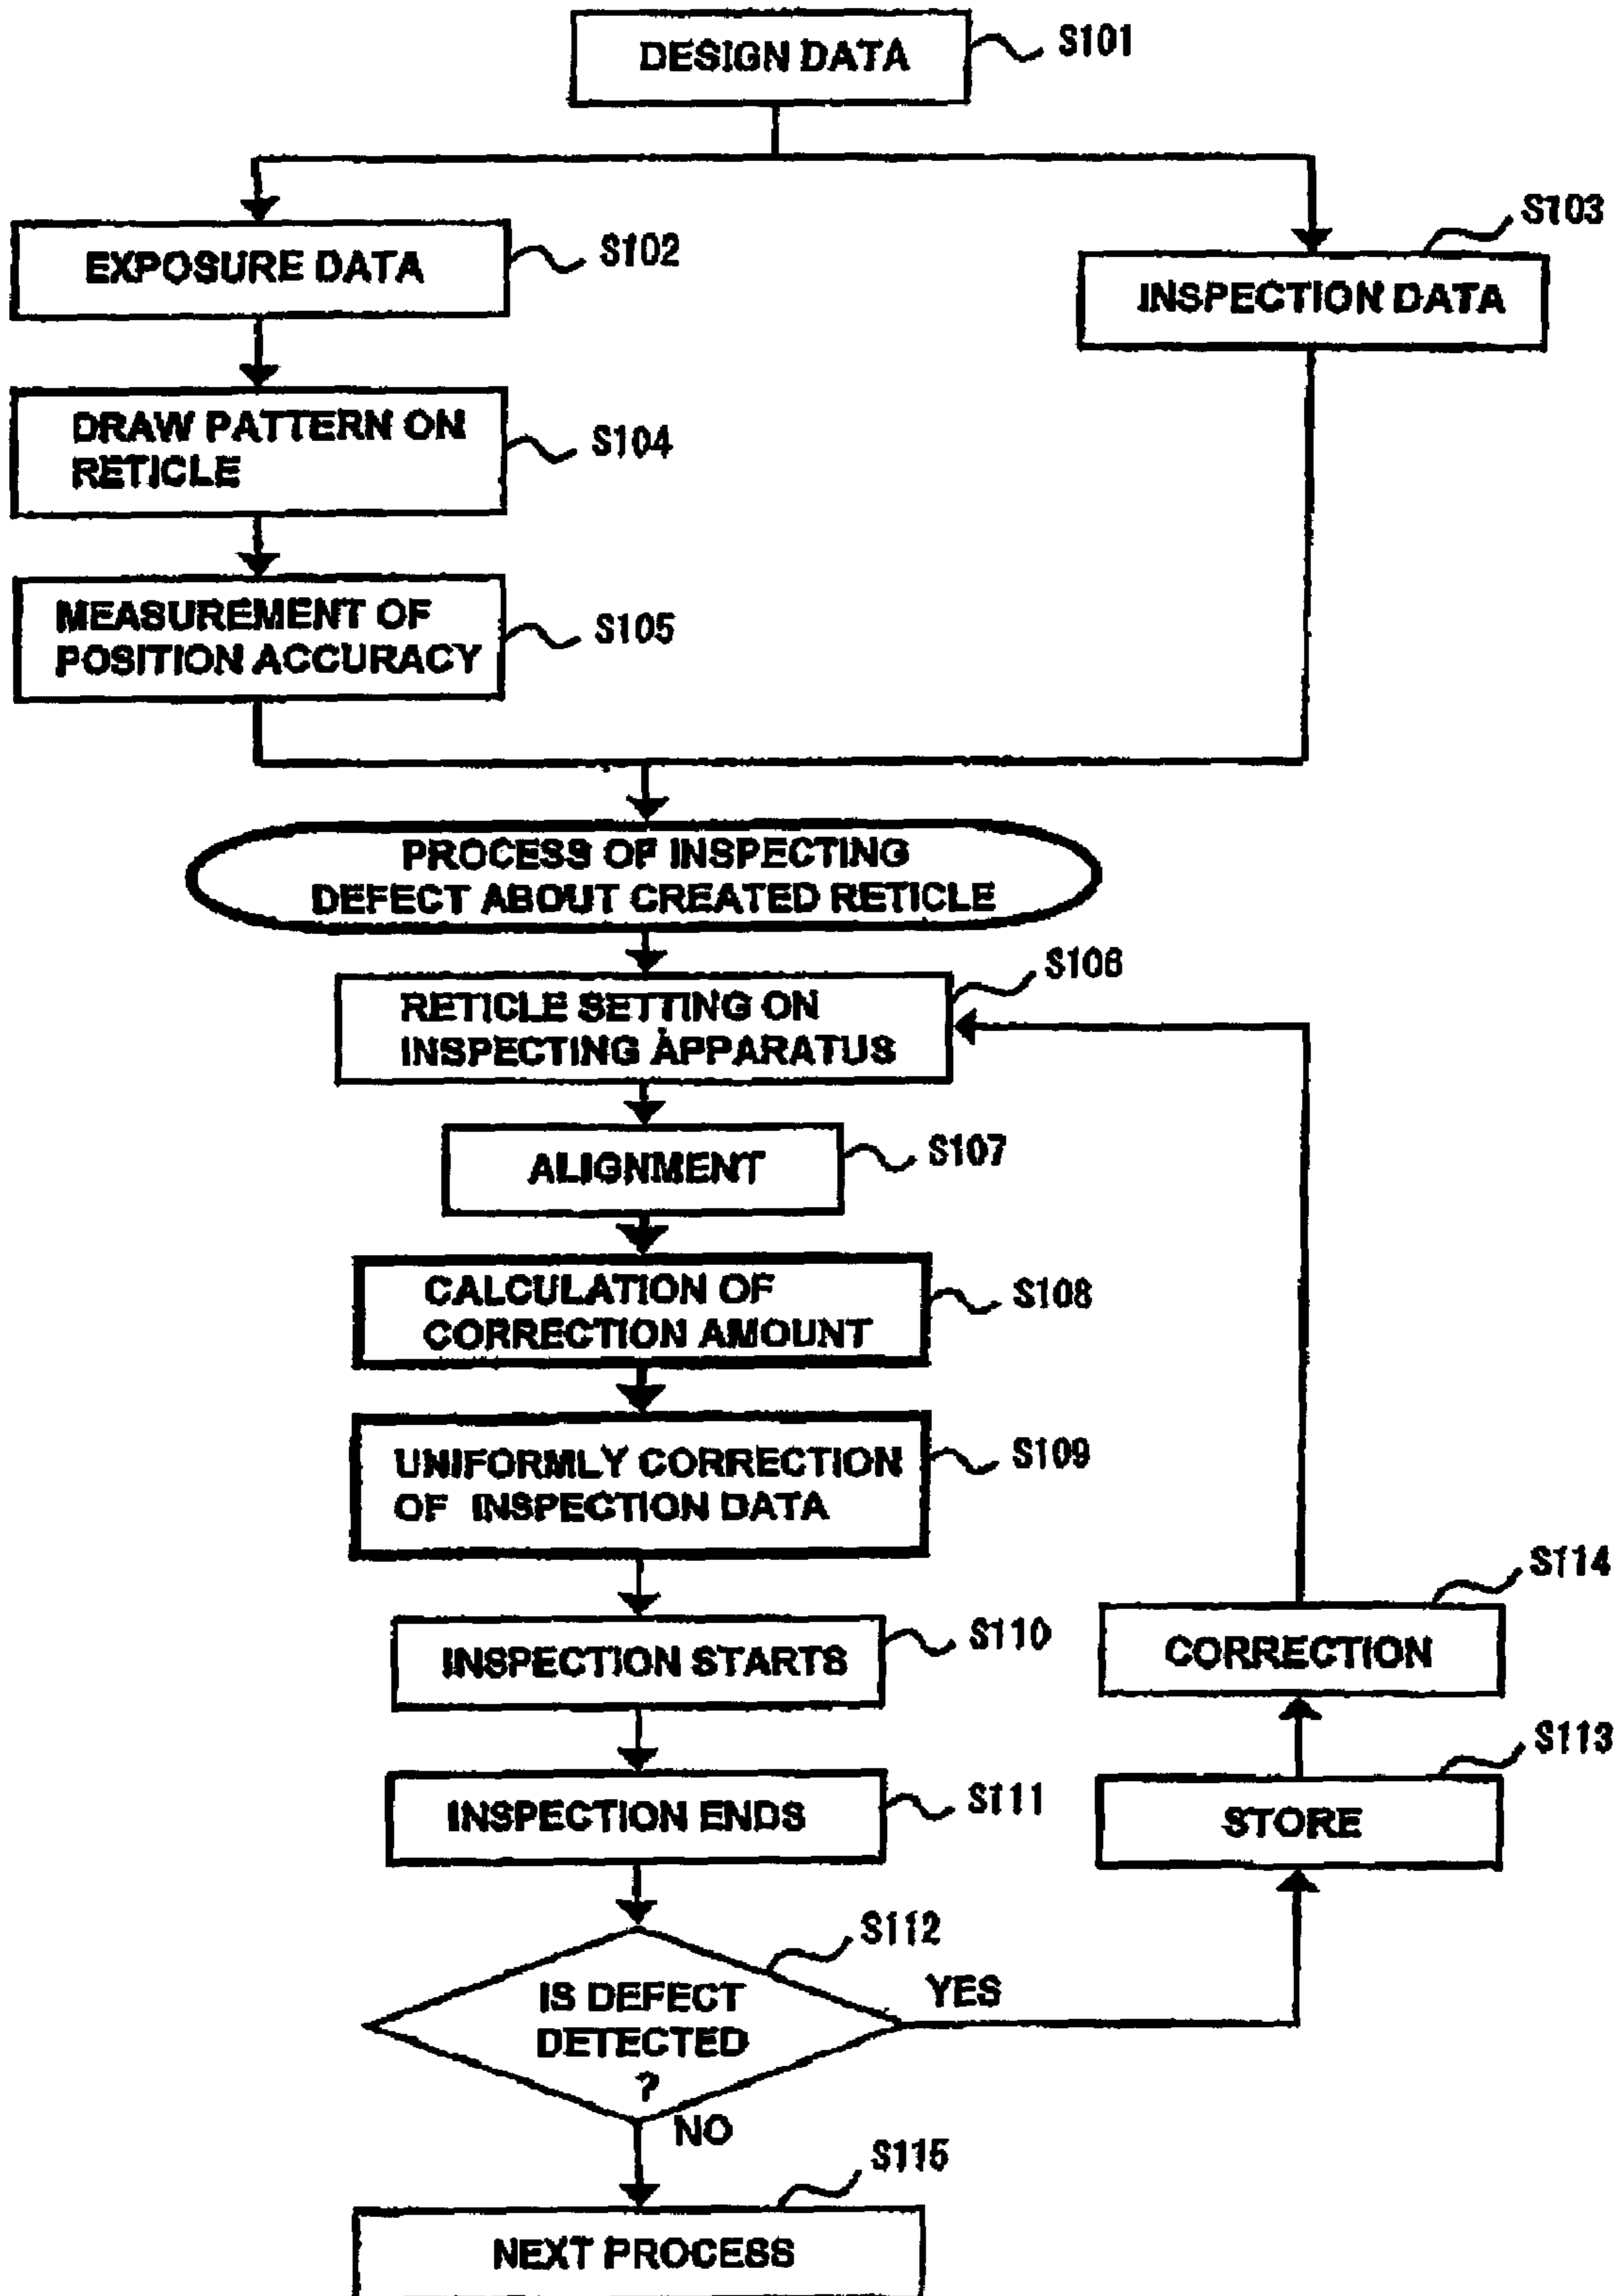 DESIGN DATA
S101
EXPOSURE DATA
S102
INSPECTION DATA
S103
DRAW PATTERN ON
RETICLE
S104
MEASUREMENT OF
POSITION ACCURACY
S105
PROCESS OF INSPECTING
DEFECT ABOUT CREATED RETICLE
RETICLE SETTING ON
INSPECTING APPARATUS
S106
ALIGNMENT
S107
CALCULATION OF
CORRECTION AMOUNT
S108
UNIFORMLY CORRECTION
OF INSPECTION DATA
S109
INSPECTION STARTS
S110
CORRECTION
S114
INSPECTION ENDS
S111
STORE
S113
IS DEFECT
DETECTED
?
S112
YES
NO
NEXT PROCESS
S115